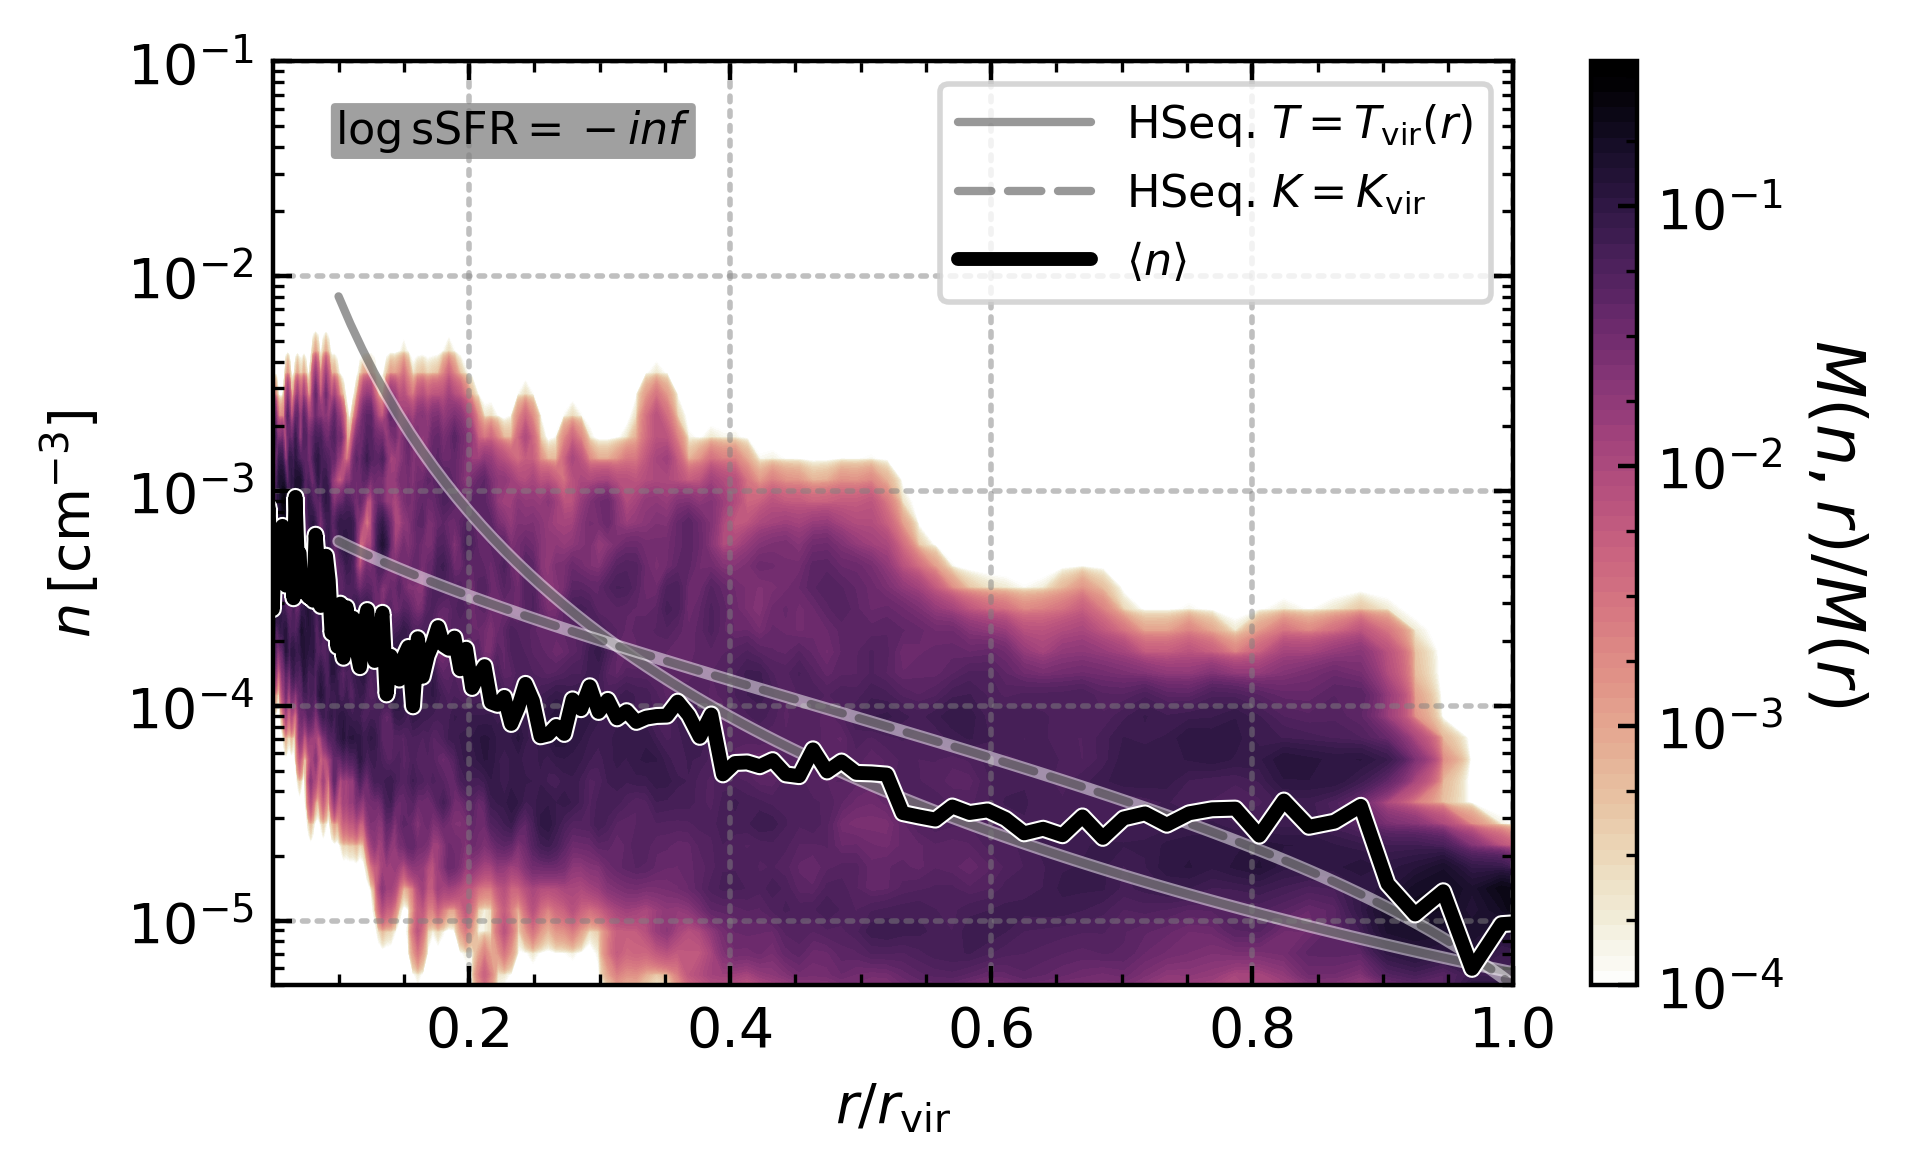 log sSFR = −inf
HSeq. T = T_vir(r)
HSeq. K = K_vir
⟨n⟩
n [cm⁻³]
10⁻¹
10⁻²
10⁻³
10⁻⁴
10⁻⁵
0.2 0.4 0.6 0.8 1.0
r/r_vir
10⁻¹
10⁻²
10⁻³
10⁻⁴
M(n, r)/M(r)